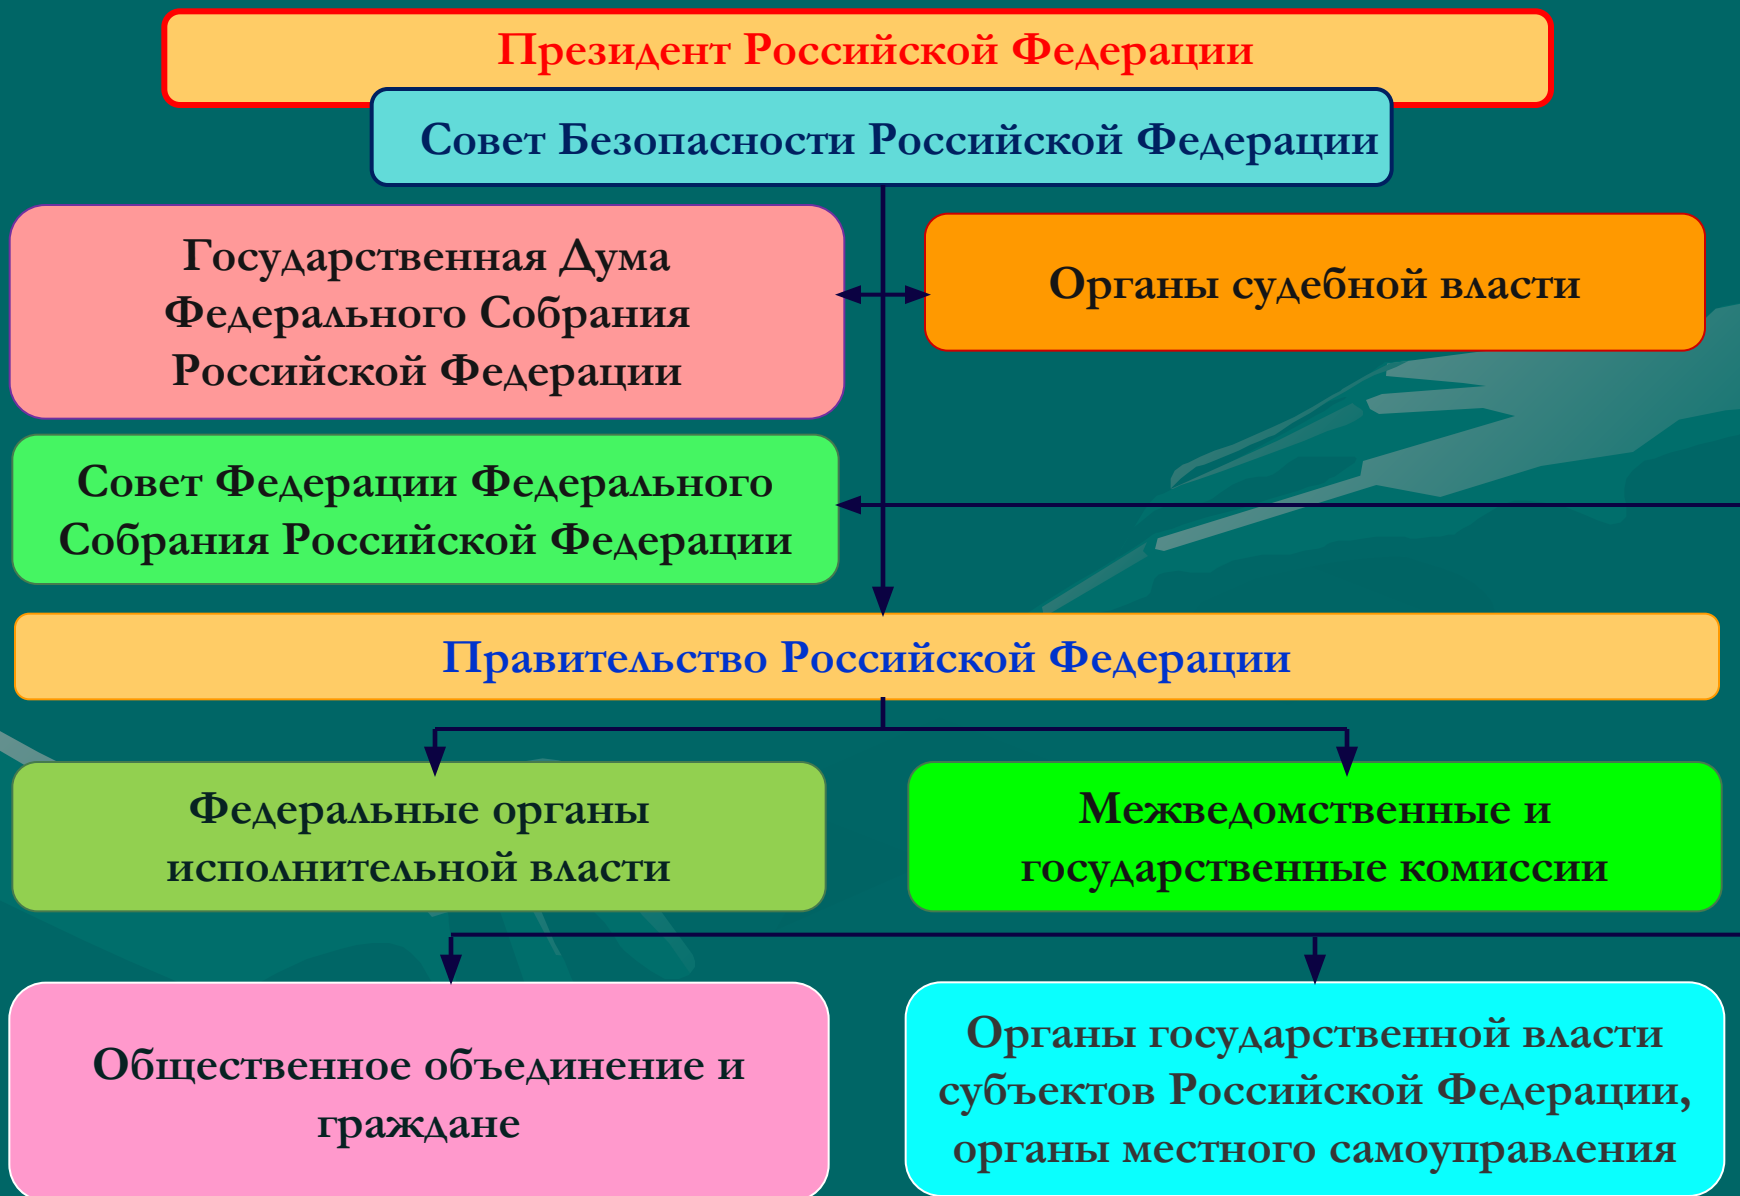 Президент Российской Федерации
Совет Безопасности Российской Федерации
Государственная Дума
Федерального Собрания
Российской Федерации
Органы судебной власти
Совет Федерации Федерального
Собрания Российской Федерации
Правительство Российской Федерации
Федеральные органы
исполнительной власти
Межведомственные и
государственные комиссии
Общественное объединение и
граждане
Органы государственной власти
субъектов Российской Федерации,
органы местного самоуправления